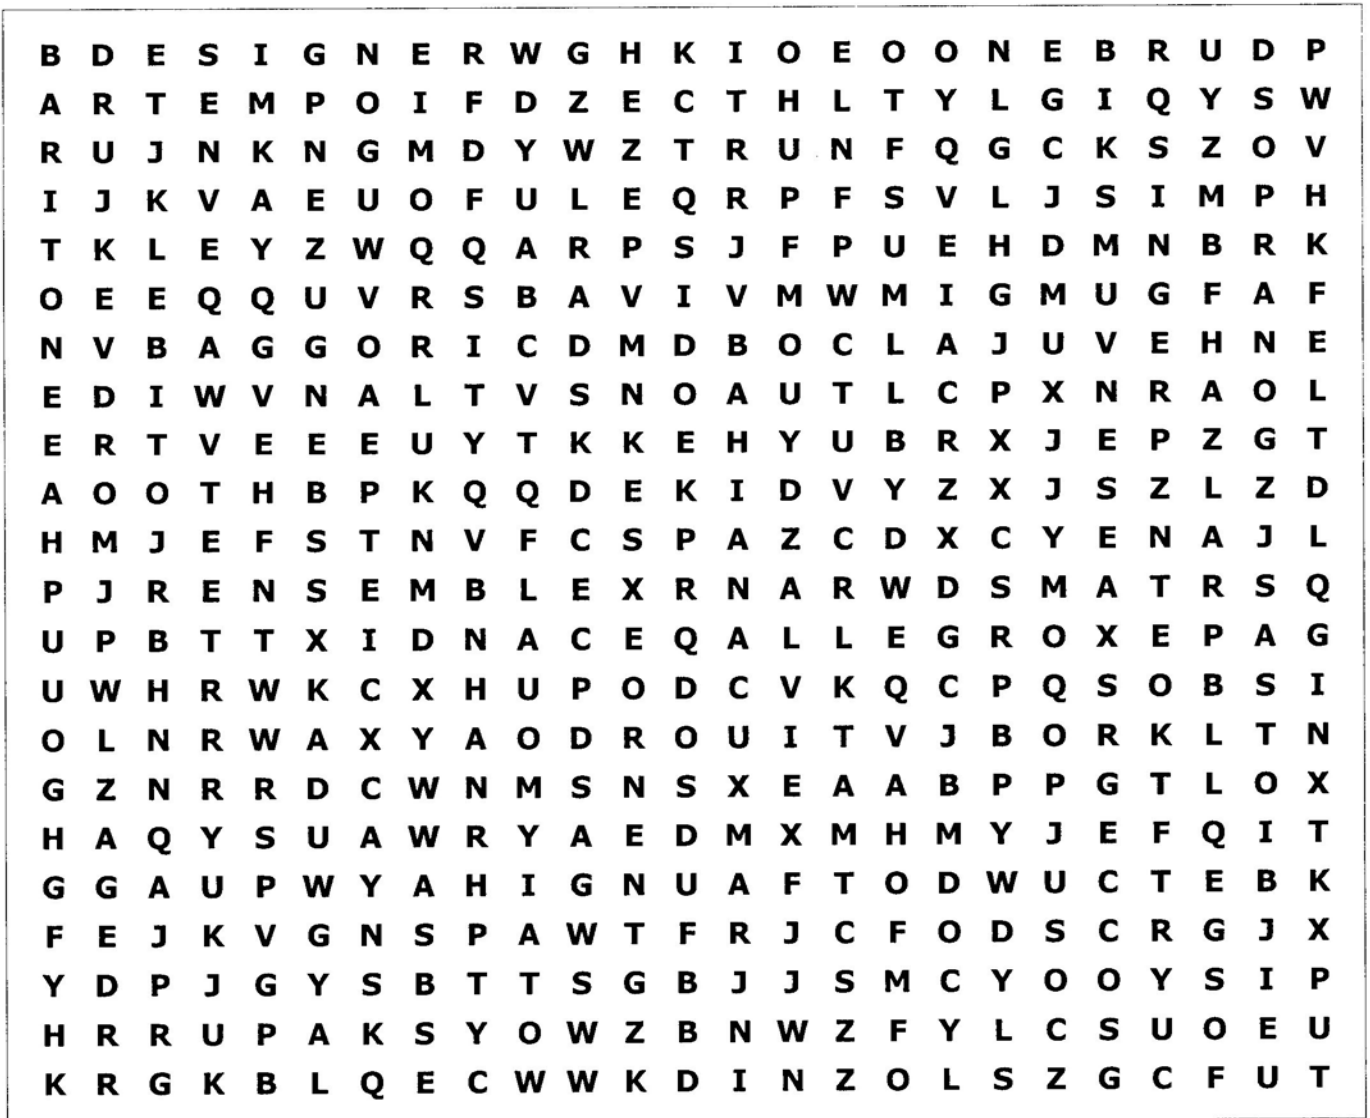 B D E S I G N E R W G H K I O E O O N E B R U D P
A R T E M P O I F D Z E C T H L T Y L G I Q Y S W
R U J N K N G M D Y W Z T R U N F Q G C K S Z O V
I J K V A E U O F U L E Q R P F S V L J S I M P H
T K L E Y Z W Q Q A R P S J F P U E H D M N B R K
O E E Q Q U V R S B A V I V M W M I G M U G F A F
N V B A G G O R I C D M D B O C L A J U V E H N E
E D I W V N A L T V S N O A U T L C P X N R A O L
E R T V E E E U Y T K K E H Y U B R X J E P Z G T
A O O T H B P K Q Q D E K I D V Y Z X J S Z L Z D
H M J E F S T N V F C S P A Z C D X C Y E N A J L
P J R E N S E M B L E X R N A R W D S M A T R S Q
U P B T T X I D N A C E Q A L L E G R O X E P A G
U W H R W K C X H U P O D C V K Q C P Q S O B S I
O L N R W A X Y A O D R O U I T V J B O R K L T N
G Z N R R D C W N M S N S X E A A B P P G T L O X
H A Q Y S U A W R Y A E D M X M H M Y J E F Q I T
G G A U P W Y A H I G N U A F T O D W U C T E B K
F E J K V G N S P A W T F R J C F O D S C R G J X
Y D P J G Y S B T T S G B J J S M C Y O O Y S I P
H R R U P A K S Y O W Z B N W Z F Y L C S U O E U
K R G K B L Q E C W W K D I N Z O L S Z G C F U T